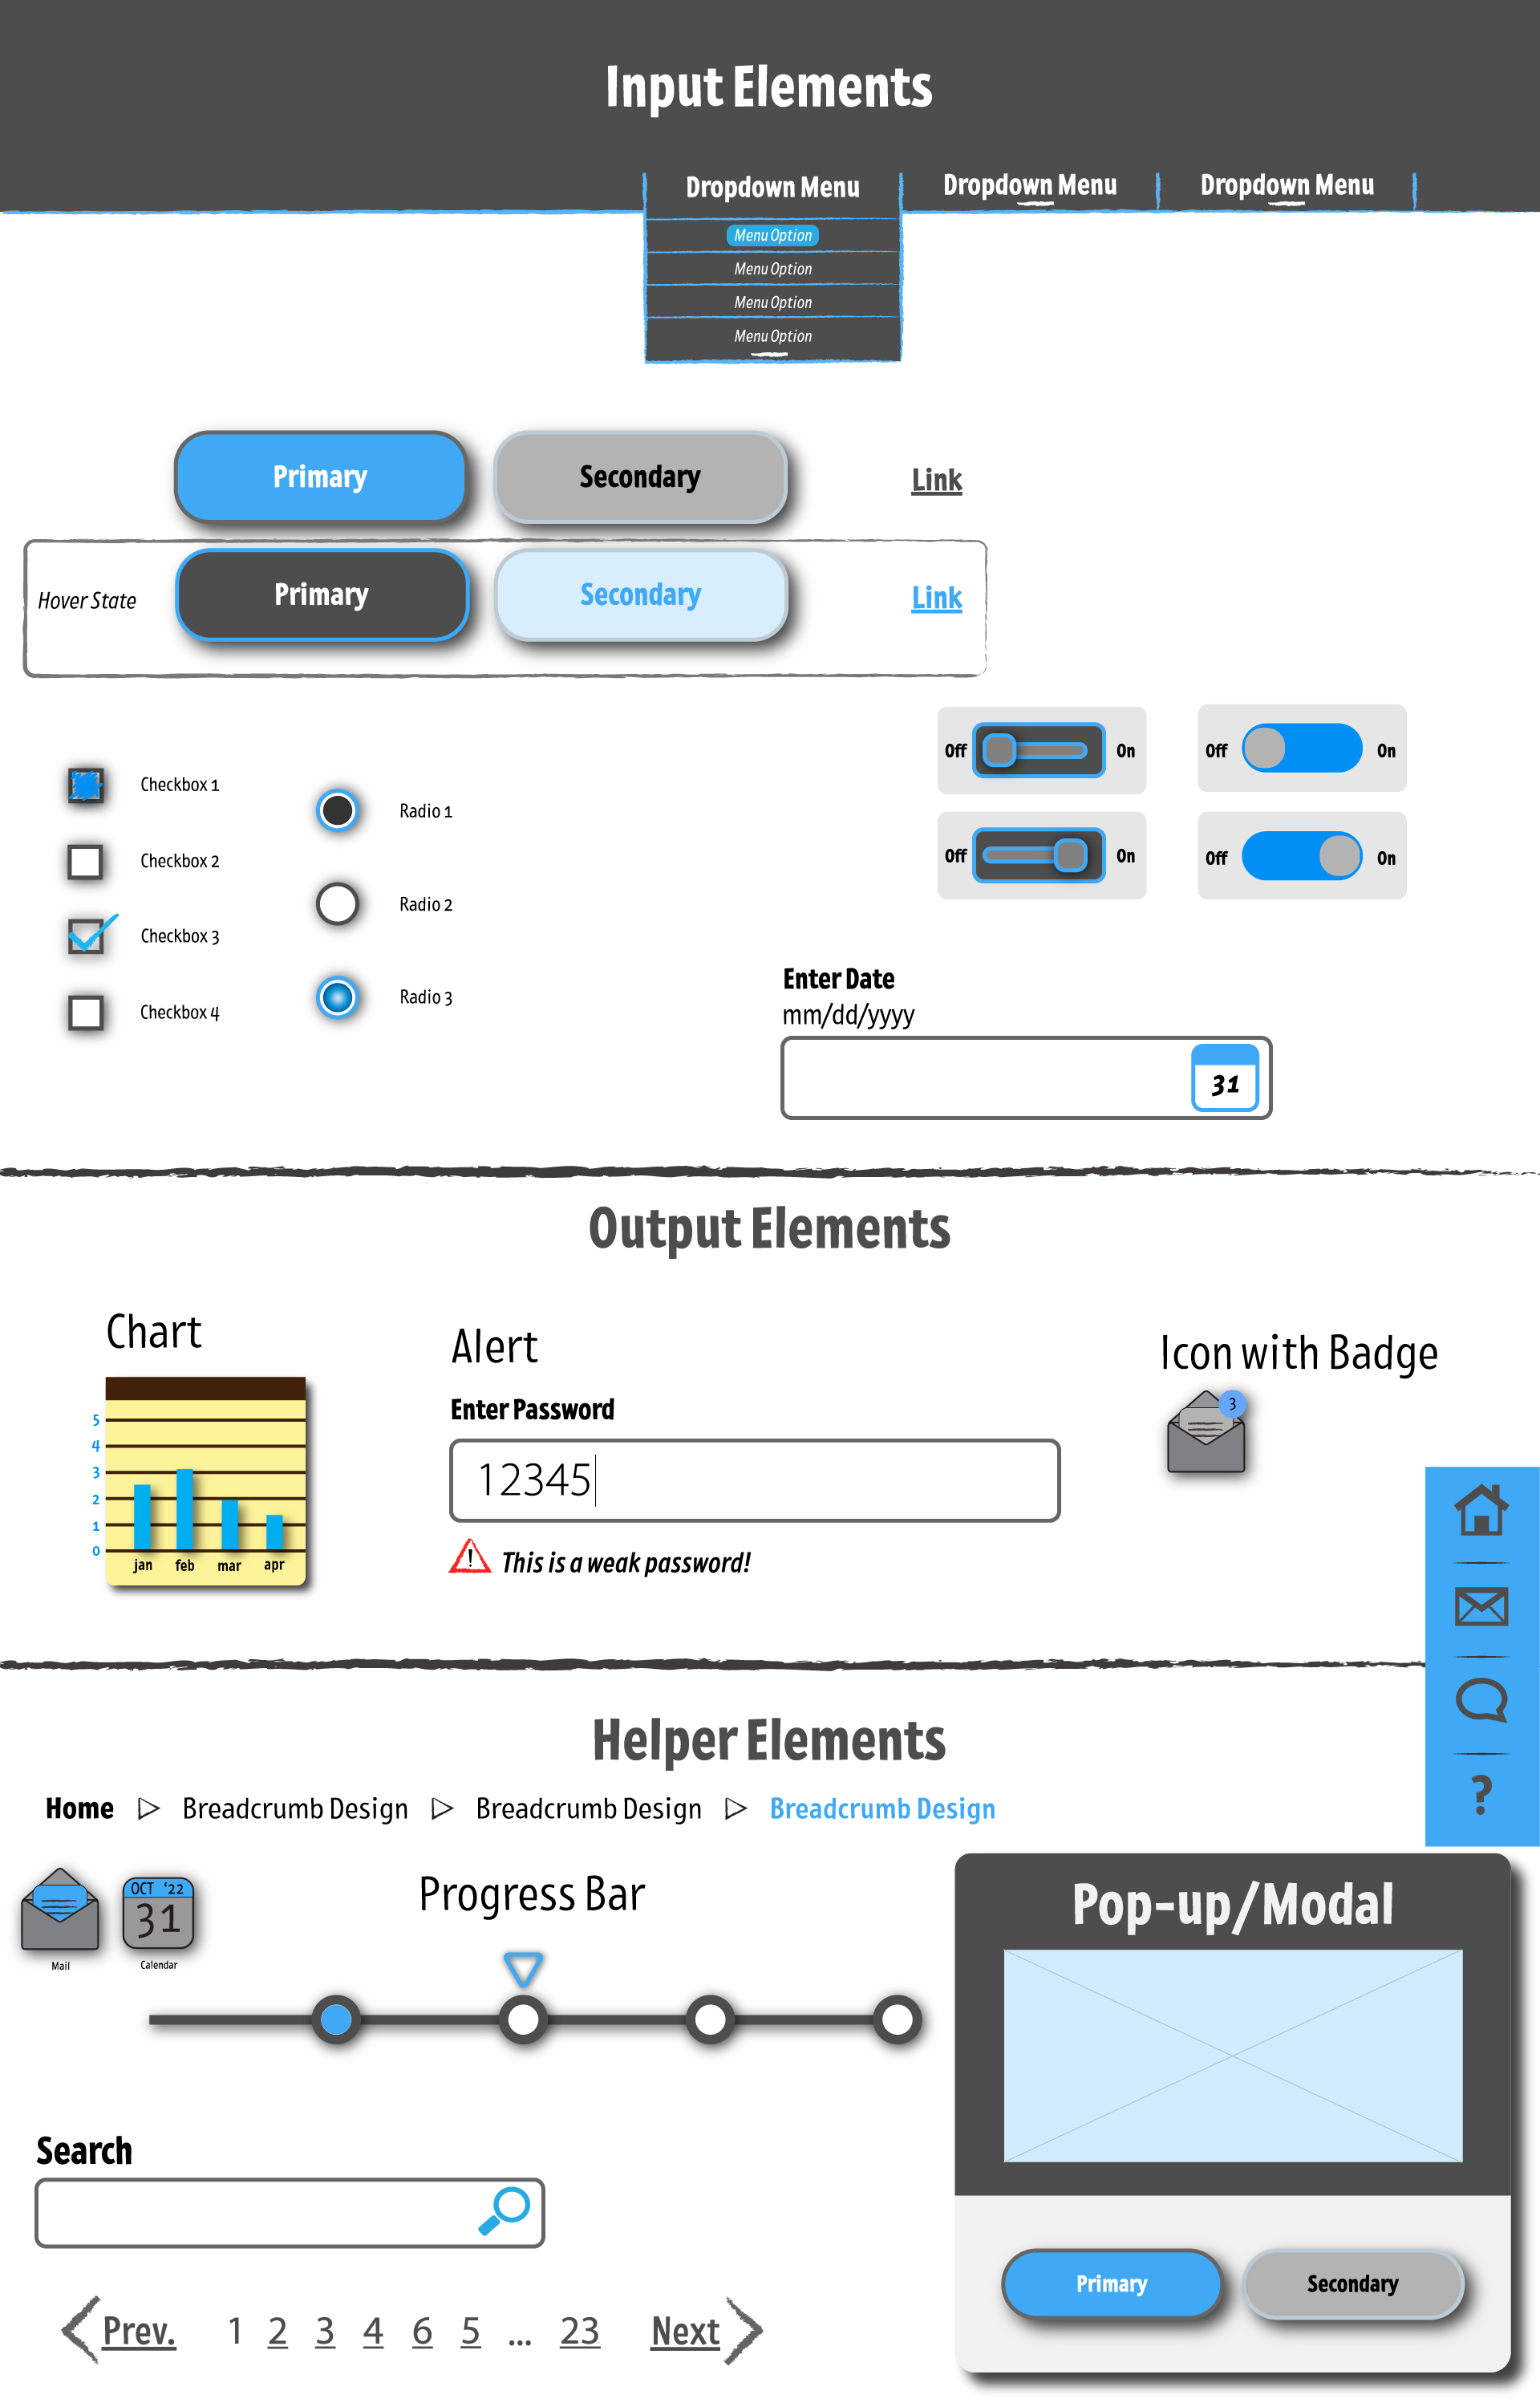 Input Elements
Dropdown Menu
Dropdown Menu
Dropdown Menu
Menu Option
Menu Option
Menu Option
Menu Option
Primary
Secondary
Link
Hover State
Primary
Secondary
Link
Off
On
Off
On
Checkbox 1
Radio 1
Checkbox 2
Off
On
Off
On
Radio 2
Checkbox 3
Radio 3
Checkbox 4
Enter Date
mm/dd/yyyy
31
Output Elements
Chart
5
4
3
2
1
0
jan feb mar apr
Alert
Enter Password
12345
! This is a weak password!
Icon with Badge
3
?
Helper Elements
Home Breadcrumb Design Breadcrumb Design Breadcrumb Design
Mail
OCT '22
31
Calendar
Progress Bar
Search
Prev. 1 2 3 4 6 5 ... 23 Next
Pop-up/Modal
Primary
Secondary